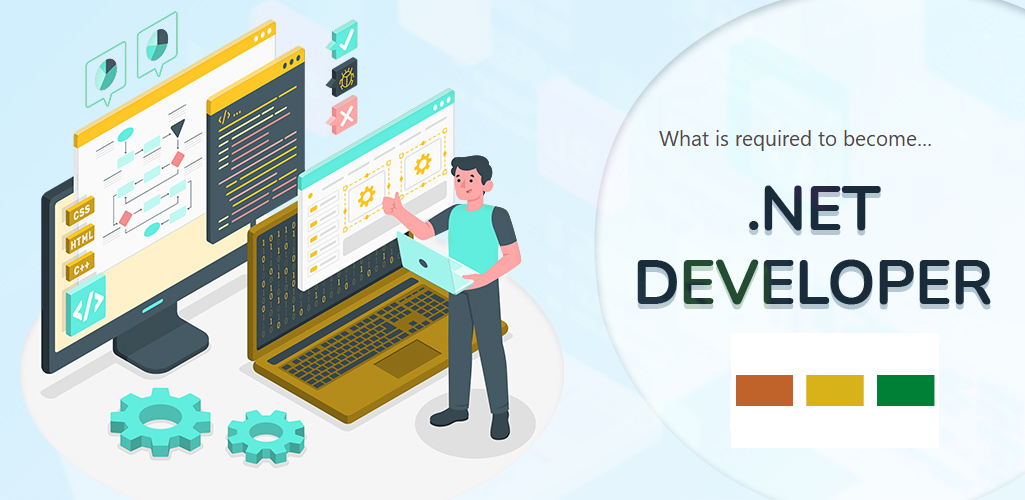 What is required to become...
.NET
DEVELOPER
</>...
CSS
HTML
C++
</>